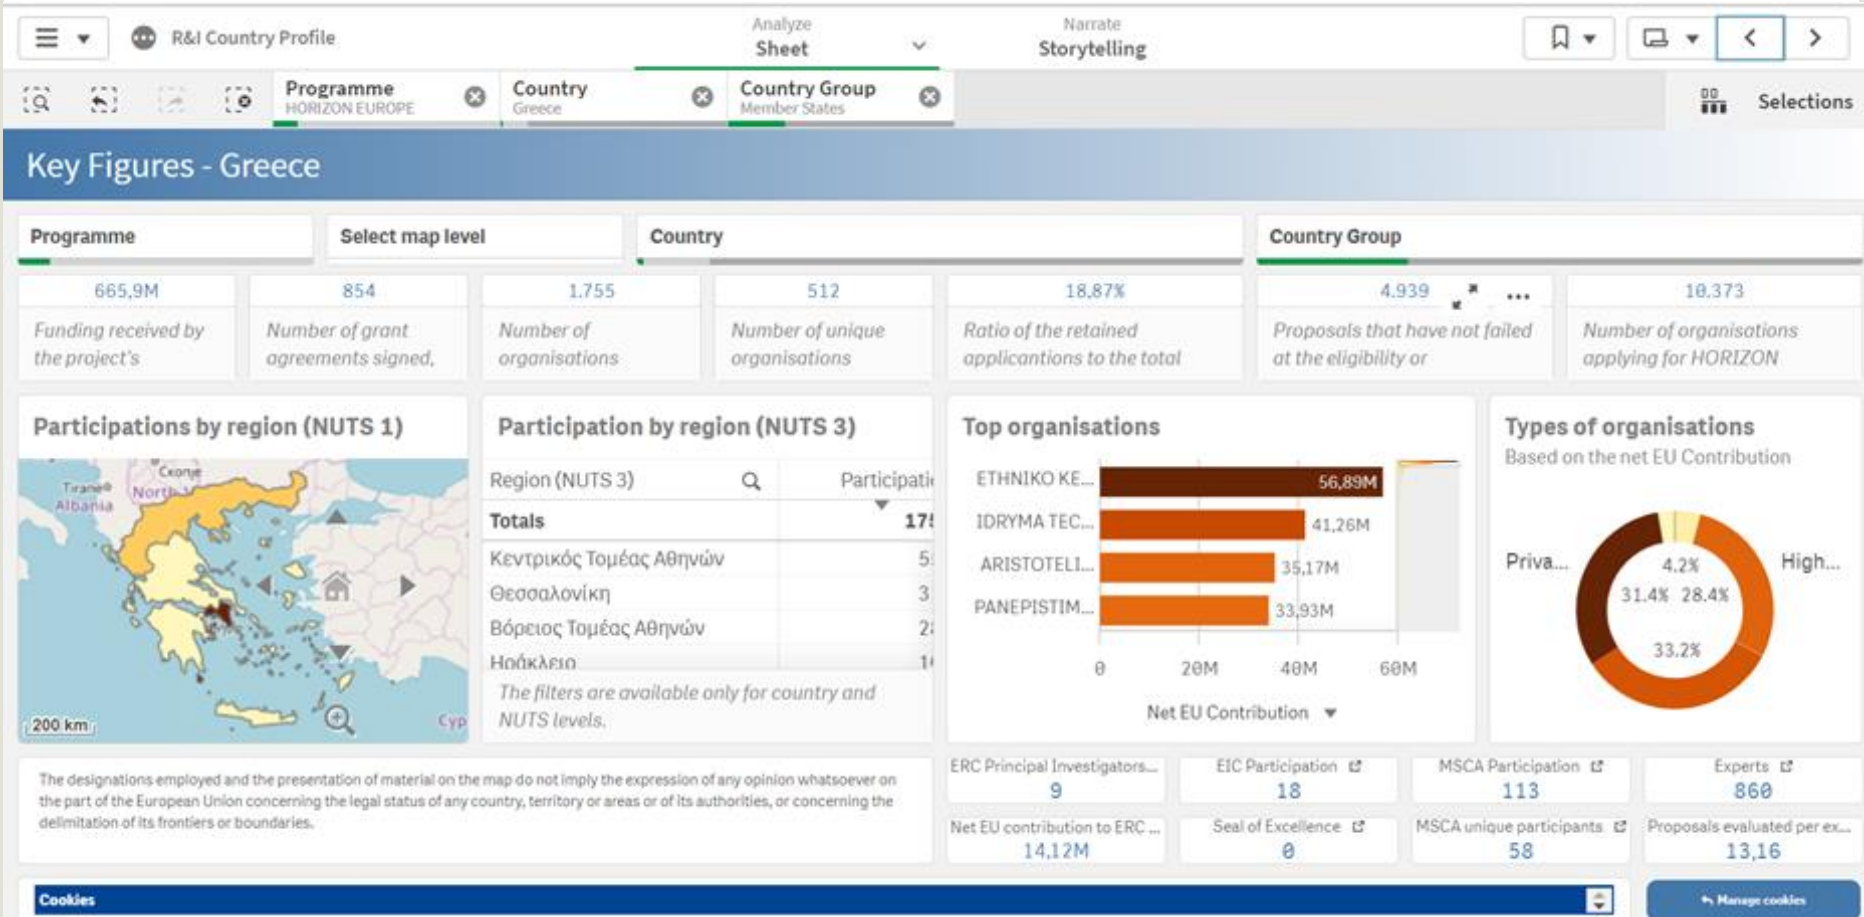 R&I Country Profile
Analyze
Sheet
Narrate
Storytelling
Programme
HORIZON EUROPE
Country
Greece
Country Group
Member States
Selections
Key Figures - Greece
Programme
Select map level
Country
Country Group
665,9M
Funding received by
the project's
854
Number of grant
agreements signed,
1.755
Number of
organisations
512
Number of unique
organisations
18,87%
Ratio of the retained
applicantions to the total
4.939
Proposals that have not failed
at the eligibility or
10.373
Number of organisations
applying for HORIZON
Participations by region (NUTS 1)
Скопје
Tiranë
North
Albania
Cyp
200 km
Participation by region (NUTS 3)
Region (NUTS 3)
Participati
Totals
Κεντρικός Τομέας Αθηνών
Θεσσαλονίκη
Βόρειος Τομέας Αθηνών
Ηράκλειο
The filters are available only for country and
NUTS levels.
Top organisations
ETHNIKO KE... 56,89M
IDRYMA TEC... 41,26M
ARISTOTELI... 35,17M
PANEPISTIM... 33,93M
0 20M 40M 60M
Net EU Contribution
Types of organisations
Based on the net EU Contribution
Priva...
High...
4.2%
31.4% 28.4%
33.2%
The designations employed and the presentation of material on the map do not imply the expression of any opinion whatsoever on
the part of the European Union concerning the legal status of any country, territory or areas or of its authorities, or concerning the
delimitation of its frontiers or boundaries.
ERC Principal Investigators...
9
EIC Participation
18
MSCA Participation
113
Experts
860
Net EU contribution to ERC ...
14,12M
Seal of Excellence
0
MSCA unique participants
58
Proposals evaluated per ex...
13,16
Cookies
Manage cookies